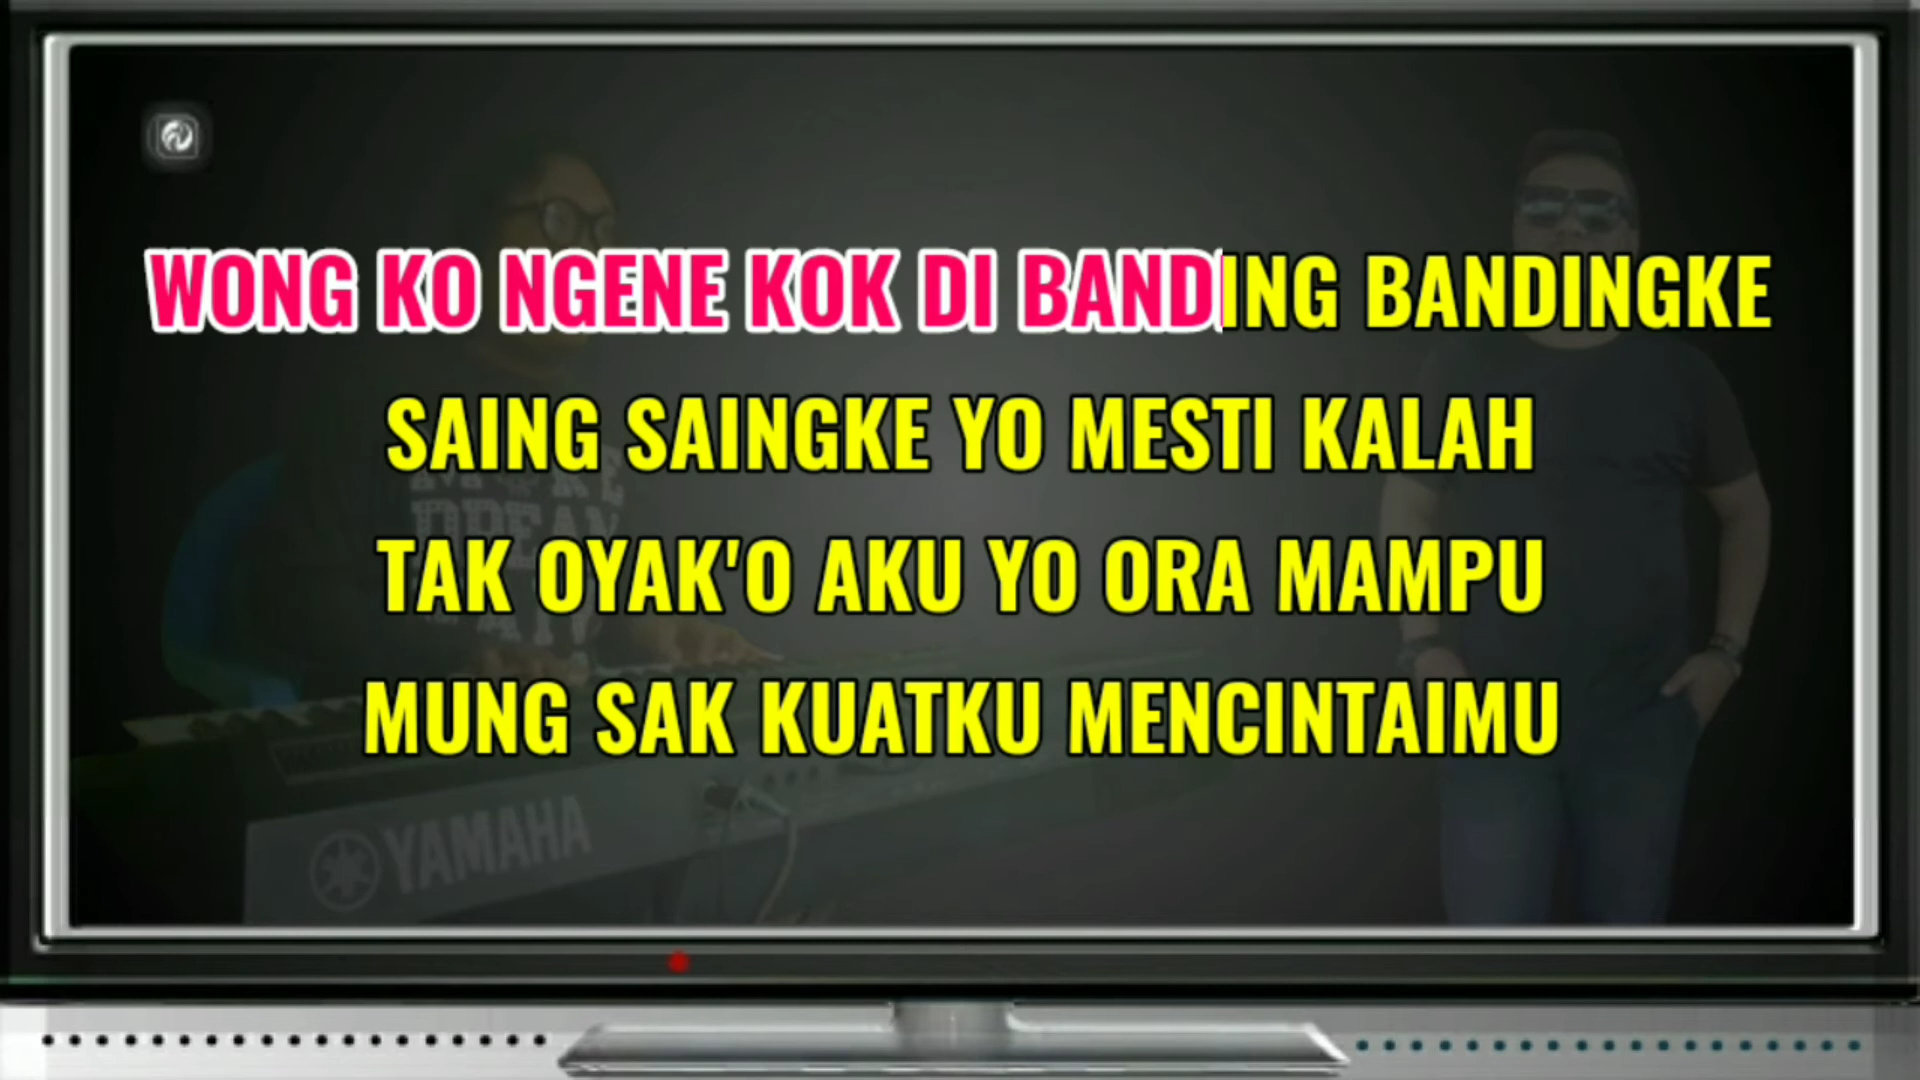 WONG KO NGENE KOK DI BANDING BANDINGKE
SAING SAINGKE YO MESTI KALAH
TAK OYAK'O AKU YO ORA MAMPU
MUNG SAK KUATKU MENCINTAIMU
YAMAHA